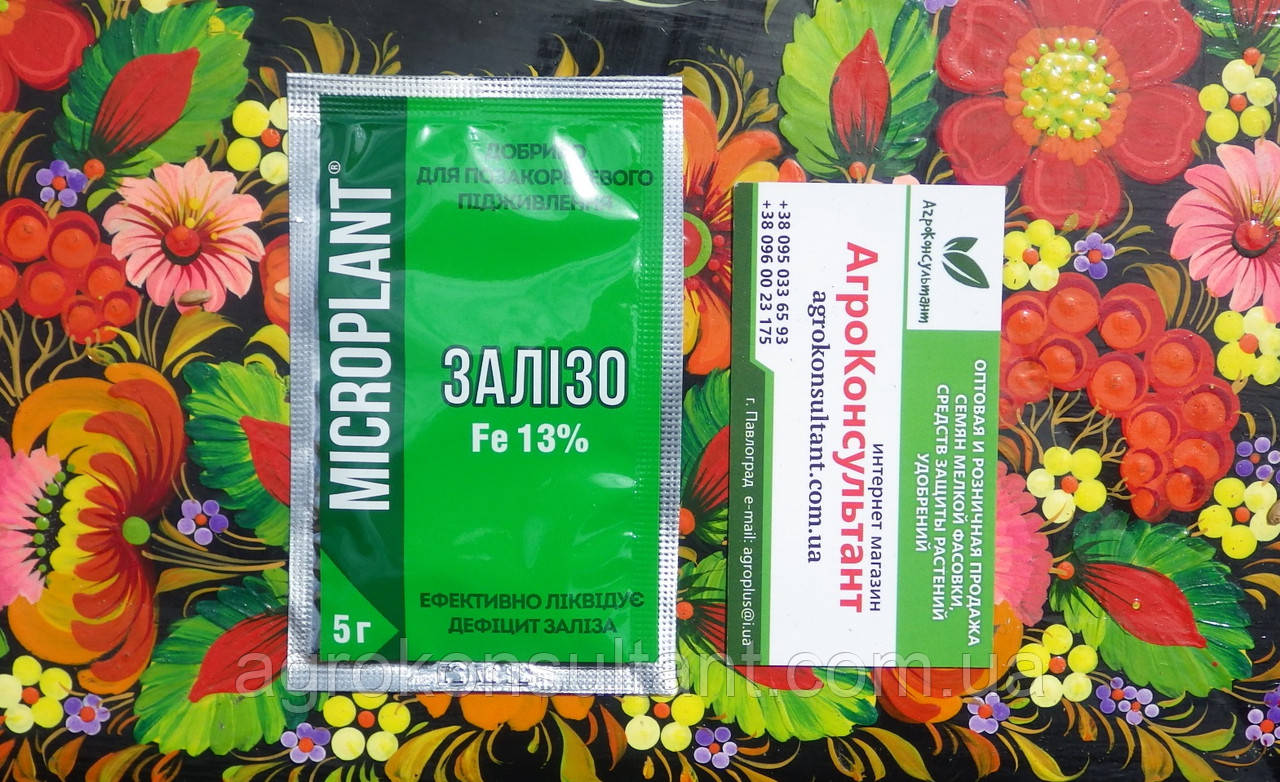 MICROPLANT®
ДОБРИВО
ДЛЯ ПОЗАКОРЕНЕВОГО
ПІДЖИВЛЕННЯ
ЗАЛІЗО
Fe 13%
ЕФЕКТИВНО ЛІКВІДУЄ
ДЕФІЦИТ ЗАЛІЗА
5 г
АгроКонсультант
ОПТОВАЯ И РОЗНИЧНАЯ ПРОДАЖА
СЕМЯН МЕЛКОЙ ФАСОВКИ,
СРЕДСТВ ЗАЩИТЫ РАСТЕНИЙ
УДОБРЕНИЙ
интернет магазин
АгроКонсультант
agrokonsultant.com.ua
+38 095 033 65 93
+38 096 00 23 175
г. Павлоград e-mail: agroplus@i.ua
agrokonsultant.com.ua